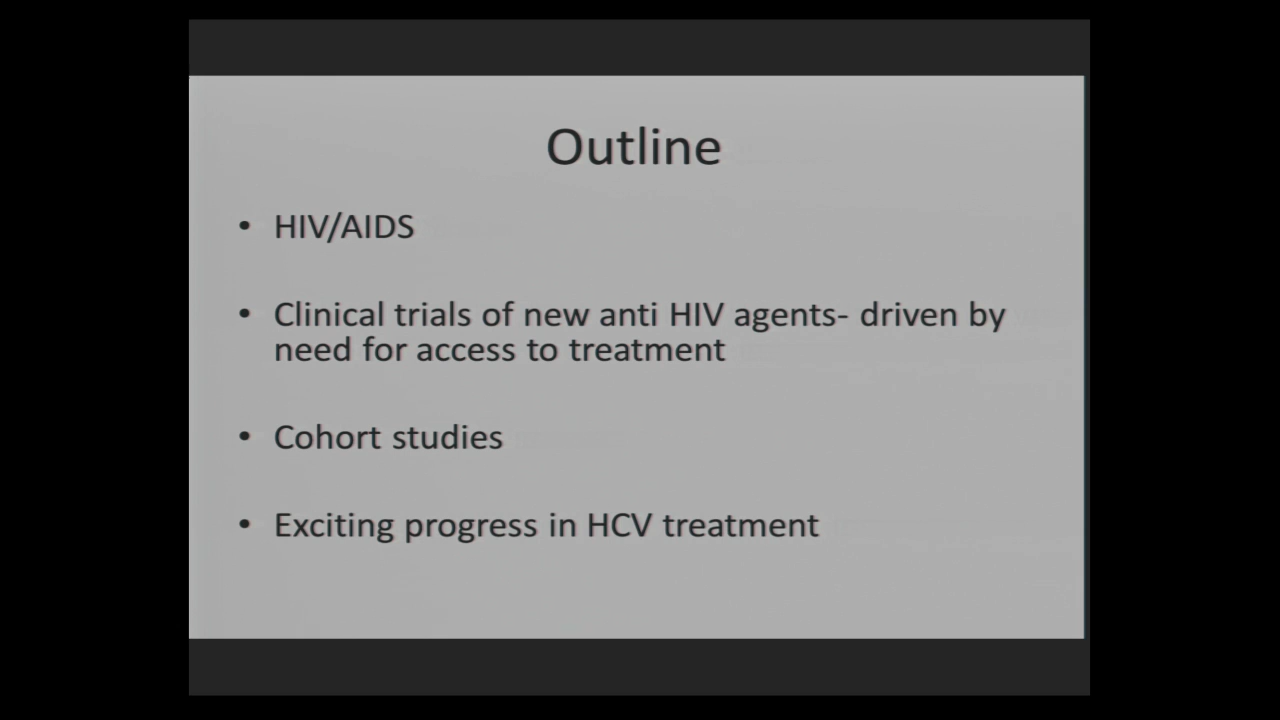 Outline
• HIV/AIDS
• Clinical trials of new anti HIV agents- driven by
need for access to treatment
• Cohort studies
• Exciting progress in HCV treatment